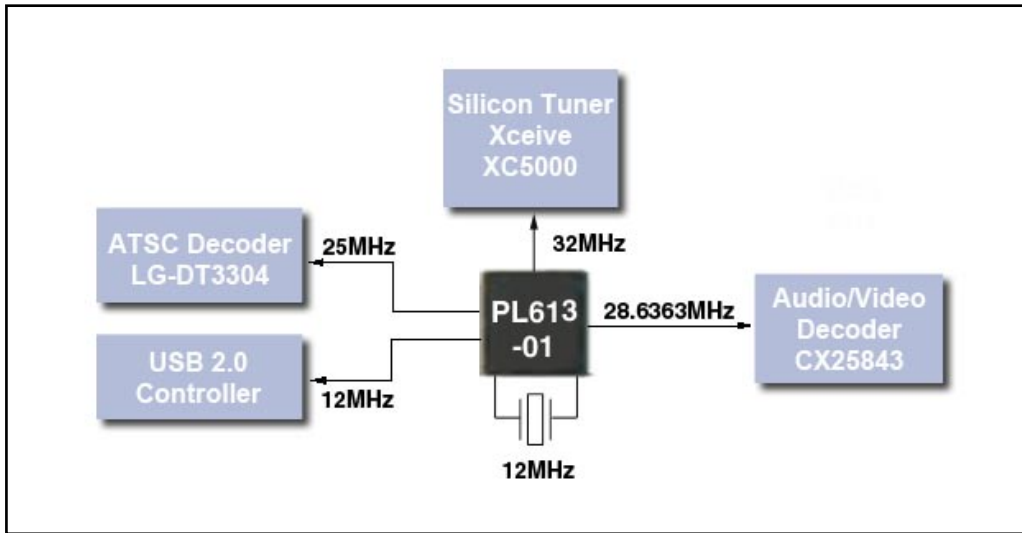 Silicon Tuner
Xceive
XC5000
ATSC Decoder
LG-DT3304
25MHz
32MHz
PL613
-01
28.6363MHz
Audio/Video
Decoder
CX25843
USB 2.0
Controller
12MHz
12MHz